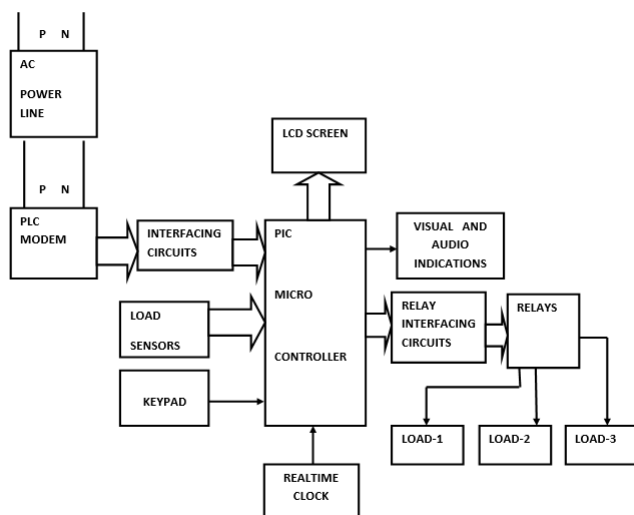 P N
AC
POWER
LINE
P N
PLC
MODEM
INTERFACING
CIRCUITS
LOAD
SENSORS
KEYPAD
LCD SCREEN
PIC
MICRO
CONTROLLER
REALTIME
CLOCK
VISUAL AND
AUDIO
INDICATIONS
RELAY
INTERFACING
CIRCUITS
RELAYS
LOAD-1
LOAD-2
LOAD-3